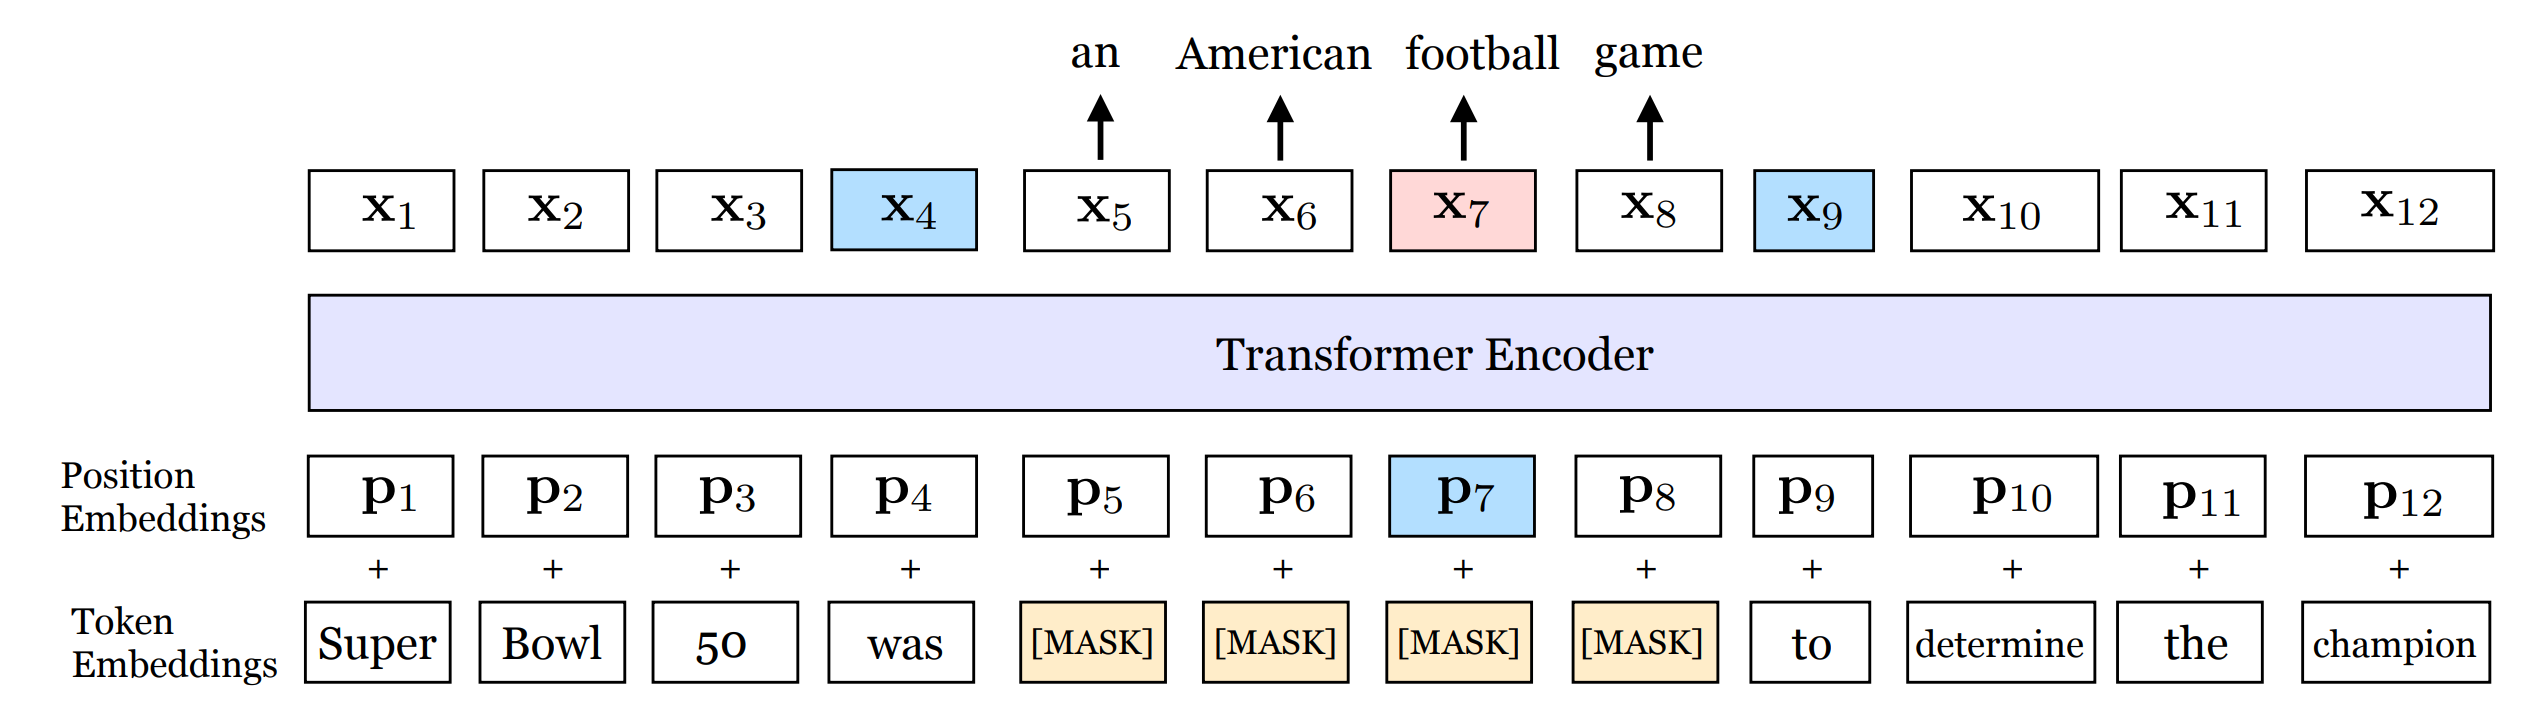 an American football game
x1 x2 x3 x4 x5 x6 x7 x8 x9 x10 x11 x12
Transformer Encoder
Position
Embeddings
p1 p2 p3 p4 p5 p6 p7 p8 p9 p10 p11 p12
+ + + + + + + + + + + +
Token
Embeddings
Super Bowl 50 was [MASK] [MASK] [MASK] [MASK] to determine the champion